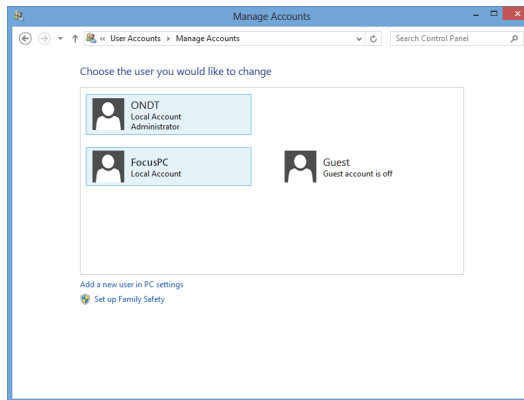 Manage Accounts
« User Accounts Manage Accounts
Search Control Panel
Choose the user you would like to change
ONDT
Local Account
Administrator
FocusPC
Local Account
Guest
Guest account is off
Add a new user in PC settings
Set up Family Safety